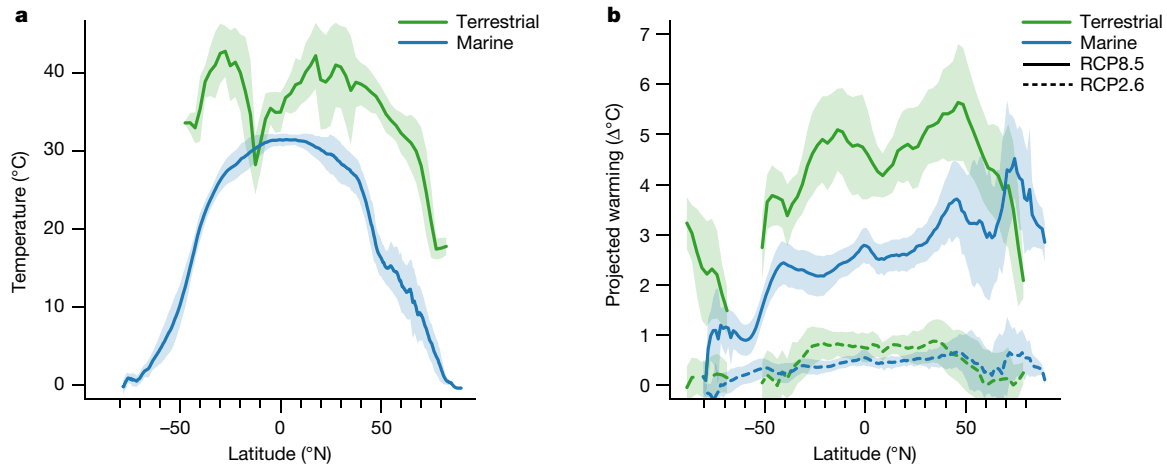 a
Terrestrial
Marine
Temperature (°C)
40
30
20
10
0
−50
0
50
Latitude (°N)
b
Terrestrial
Marine
RCP8.5
RCP2.6
Projected warming (Δ°C)
7
6
5
4
3
2
1
0
−50
0
50
Latitude (°N)